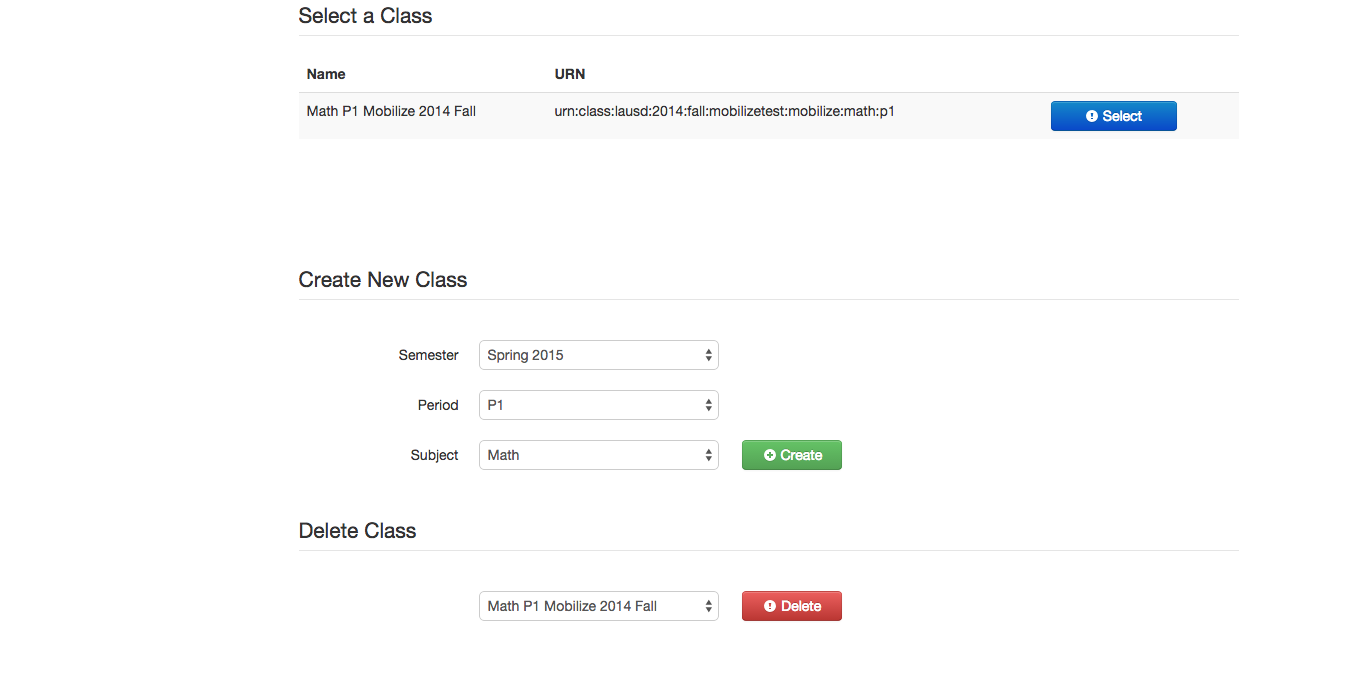 Select a Class
Name URN
Math P1 Mobilize 2014 Fall urn:class:lausd:2014:fall:mobilizetest:mobilize:math:p1 Select
Create New Class
Semester Spring 2015
Period P1
Subject Math Create
Delete Class
Math P1 Mobilize 2014 Fall Delete